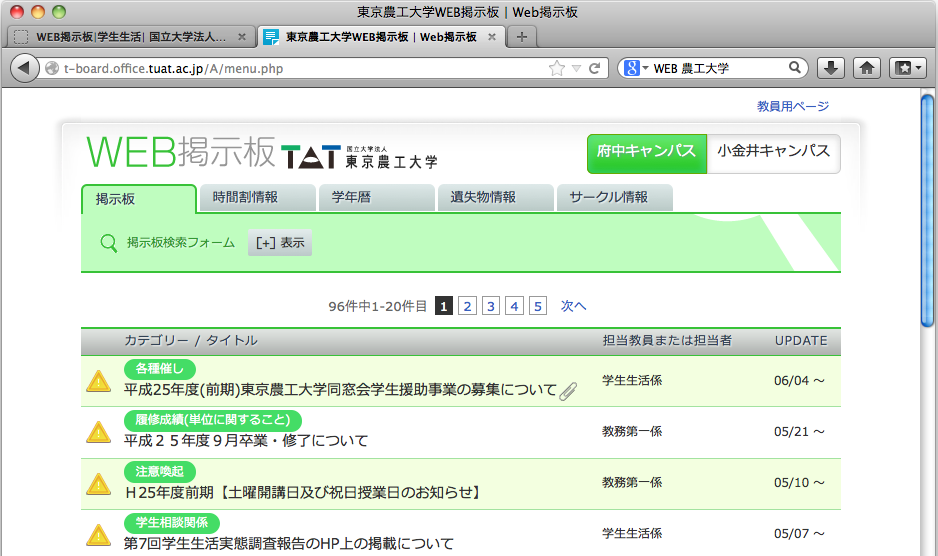 東京農工大学WEB掲示板 | Web掲示板
WEB掲示板|学生生活| 国立大学法人...
東京農工大学WEB掲示板 | Web掲示板
t-board.office.tuat.ac.jp/A/menu.php
WEB 農工大学
教員用ページ
WEB掲示板 TAT 国立大学法人 東京農工大学
府中キャンパス 小金井キャンパス
掲示板 時間割情報 学年暦 遺失物情報 サークル情報
掲示板検索フォーム [+] 表示
96件中1-20件目 1 2 3 4 5 次へ
カテゴリー / タイトル 担当教員または担当者 UPDATE
各種催し
平成25年度(前期)東京農工大学同窓会学生援助事業の募集について 学生生活係 06/04 ～
履修成績(単位に関すること)
平成２５年度９月卒業・修了について 教務第一係 05/21 ～
注意喚起
Ｈ25年度前期【土曜開講日及び祝日授業日のお知らせ】 教務第一係 05/10 ～
学生相談関係
第7回学生生活実態調査報告のHP上の掲載について 学生生活係 05/07 ～